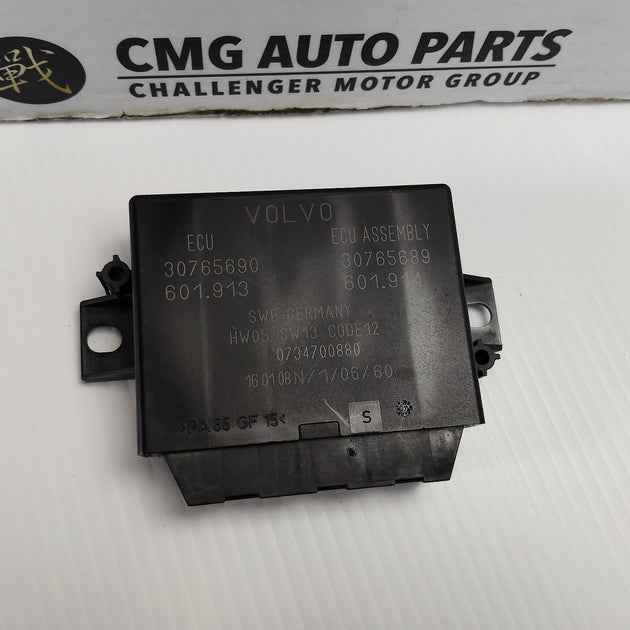 戰
CMG AUTO PARTS
CHALLENGER MOTOR GROUP
VOLVO
ECU ECU ASSEMBLY
30765690 30765689
601.913 601.911
SWF-GERMANY
HW05 SW13 CODE12
0734700880
160108N/1/06/60
>PA 66 GF 15<
S